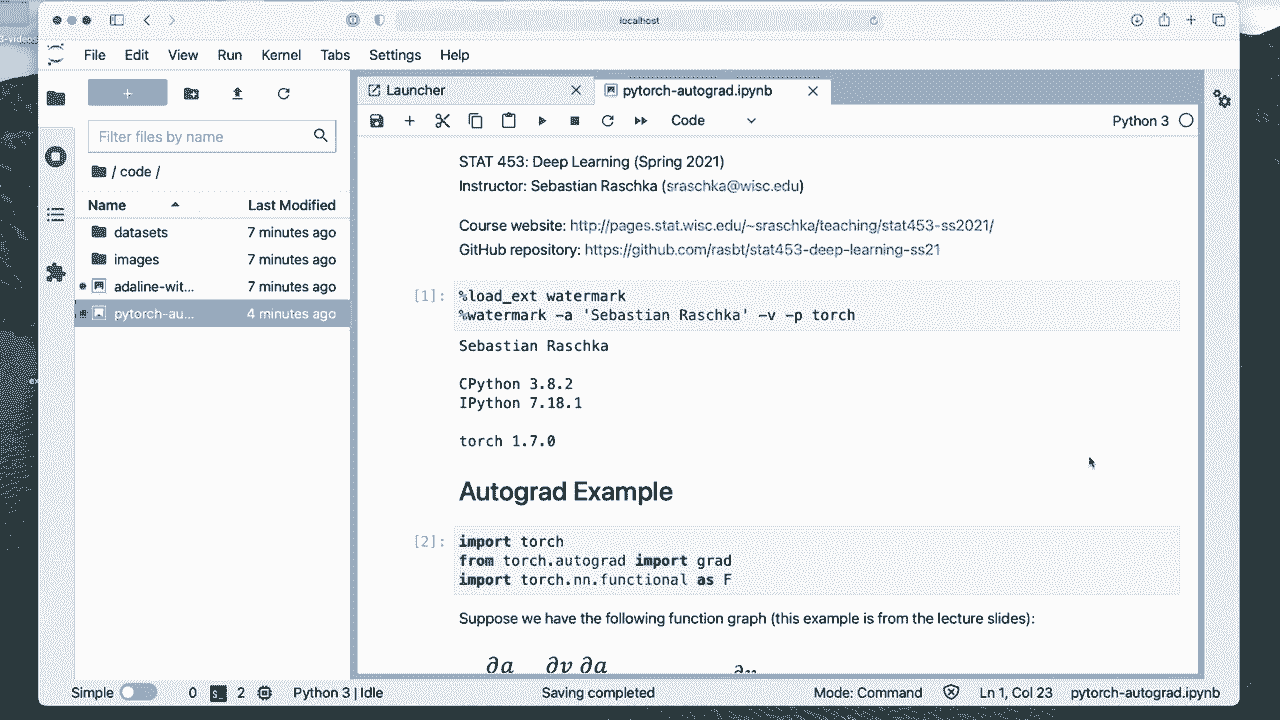 localhost
3-videos
File Edit View Run Kernel Tabs Settings Help
Launcher
pytorch-autograd.ipynb
Code
Python 3
Filter files by name
/ code /
Name Last Modified
datasets 7 minutes ago
images 7 minutes ago
adaline-wit... 7 minutes ago
pytorch-au... 4 minutes ago
STAT 453: Deep Learning (Spring 2021)
Instructor: Sebastian Raschka (sraschka@wisc.edu)
Course website: http://pages.stat.wisc.edu/~sraschka/teaching/stat453-ss2021/
GitHub repository: https://github.com/rasbt/stat453-deep-learning-ss21
[1]: %load_ext watermark
%watermark -a 'Sebastian Raschka' -v -p torch
Sebastian Raschka
CPython 3.8.2
IPython 7.18.1
torch 1.7.0
Autograd Example
[2]: import torch
from torch.autograd import grad
import torch.nn.functional as F
Suppose we have the following function graph (this example is from the lecture slides):
∂a ∂v ∂a
Simple 0 2 Python 3 | Idle Saving completed Mode: Command Ln 1, Col 23 pytorch-autograd.ipynb